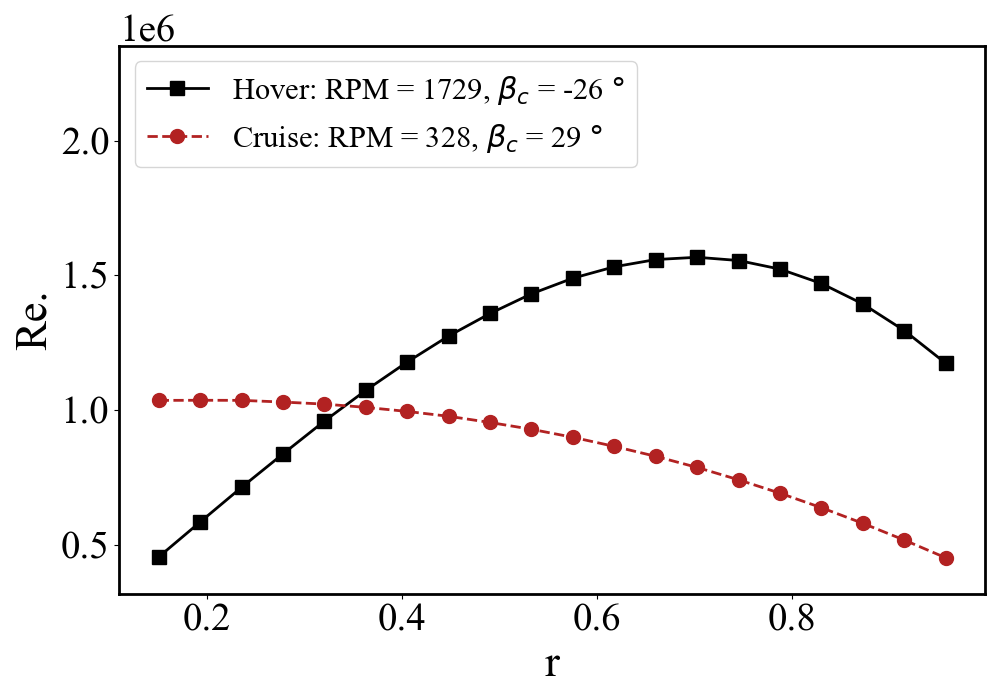 1e6
Hover: RPM = 1729, β_c = -26 °
Cruise: RPM = 328, β_c = 29 °
2.0
1.5
1.0
0.5
Re.
0.2 0.4 0.6 0.8
r